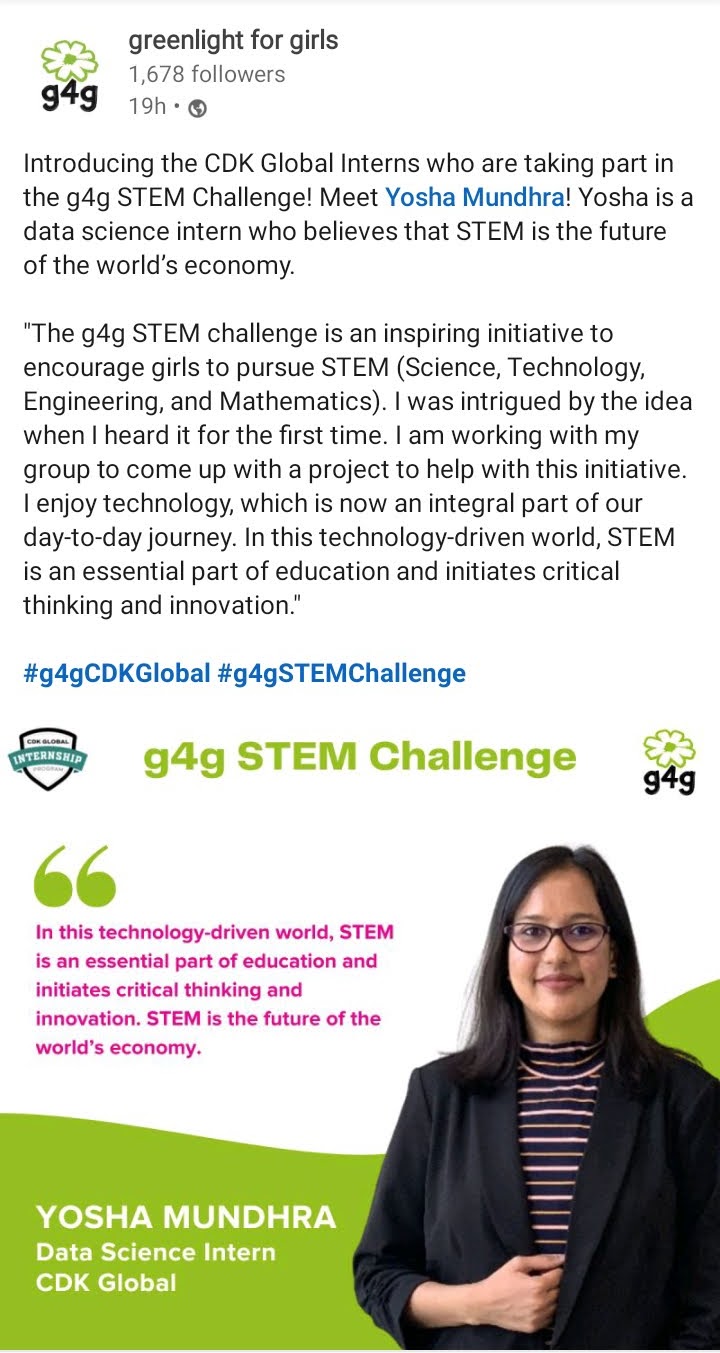 greenlight for girls
1,678 followers
19h •
g4g
Introducing the CDK Global Interns who are taking part in
the g4g STEM Challenge! Meet Yosha Mundhra! Yosha is a
data science intern who believes that STEM is the future
of the world’s economy.
"The g4g STEM challenge is an inspiring initiative to
encourage girls to pursue STEM (Science, Technology,
Engineering, and Mathematics). I was intrigued by the idea
when I heard it for the first time. I am working with my
group to come up with a project to help with this initiative.
I enjoy technology, which is now an integral part of our
day-to-day journey. In this technology-driven world, STEM
is an essential part of education and initiates critical
thinking and innovation."
#g4gCDKGlobal #g4gSTEMChallenge
CDK GLOBAL
INTERNSHIP
PROGRAM
g4g STEM Challenge
g4g
“
In this technology-driven world, STEM
is an essential part of education and
initiates critical thinking and
innovation. STEM is the future of the
world’s economy.
YOSHA MUNDHRA
Data Science Intern
CDK Global